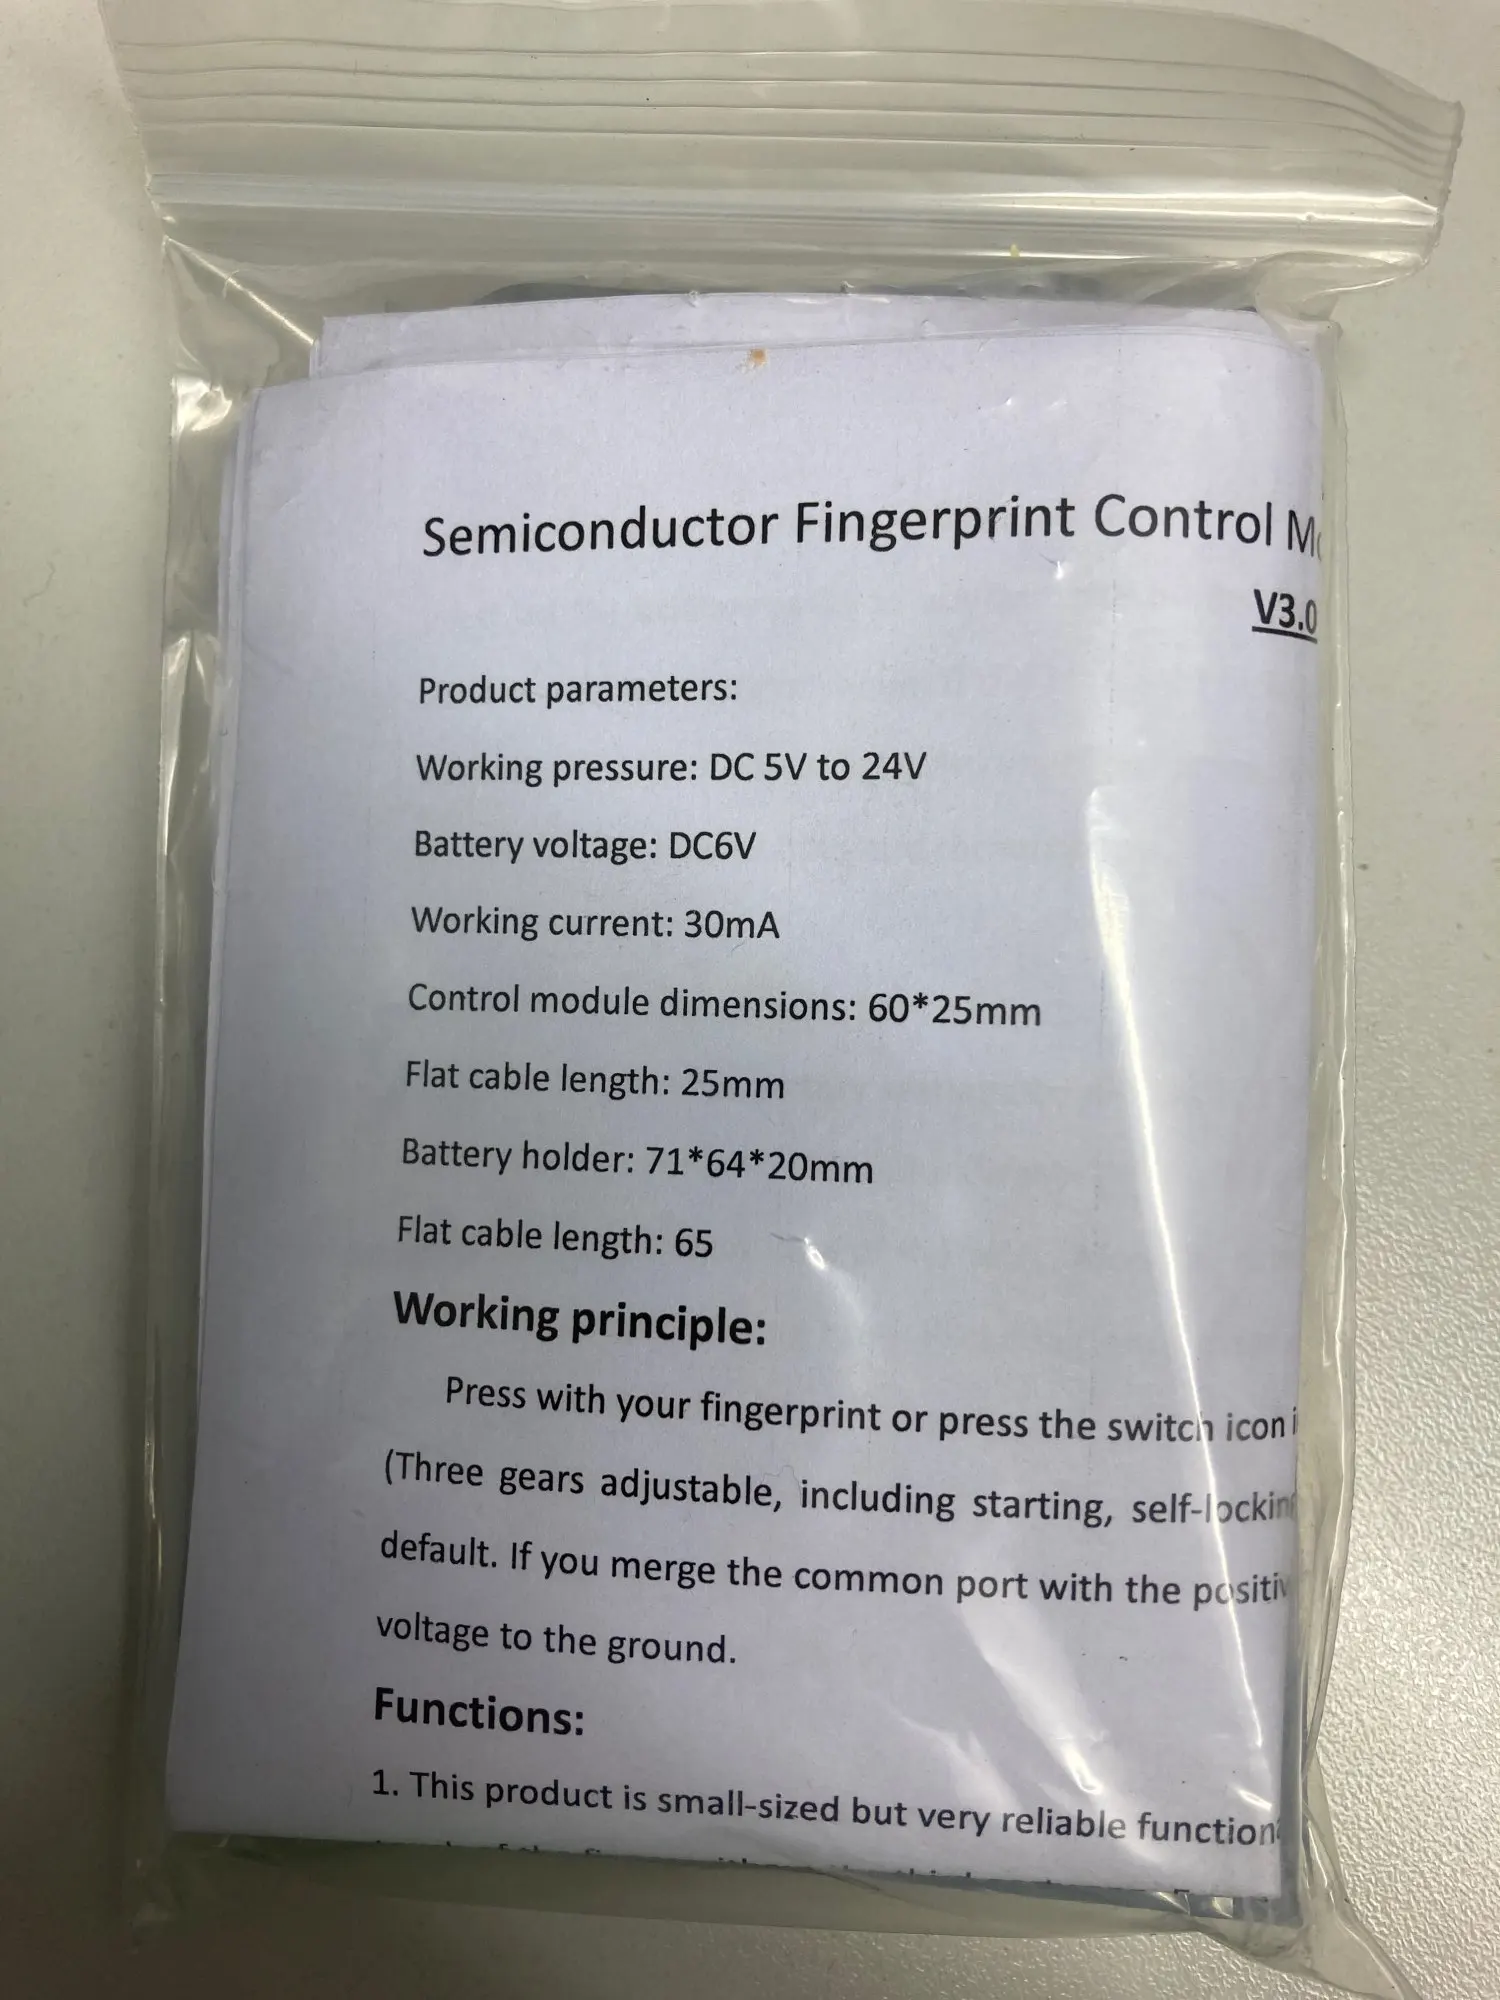 Semiconductor Fingerprint Control
V3.0
Product parameters:
Working pressure: DC 5V to 24V
Battery voltage: DC6V
Working current: 30mA
Control module dimensions: 60*25mm
Flat cable length: 25mm
Battery holder: 71*64*20mm
Flat cable length: 65
Working principle:
Press with your fingerprint or press the switch icon
(Three gears adjustable, including starting, self-lockin
default. If you merge the common port with the positiv
voltage to the ground.
Functions:
1. This product is small-sized but very reliable function